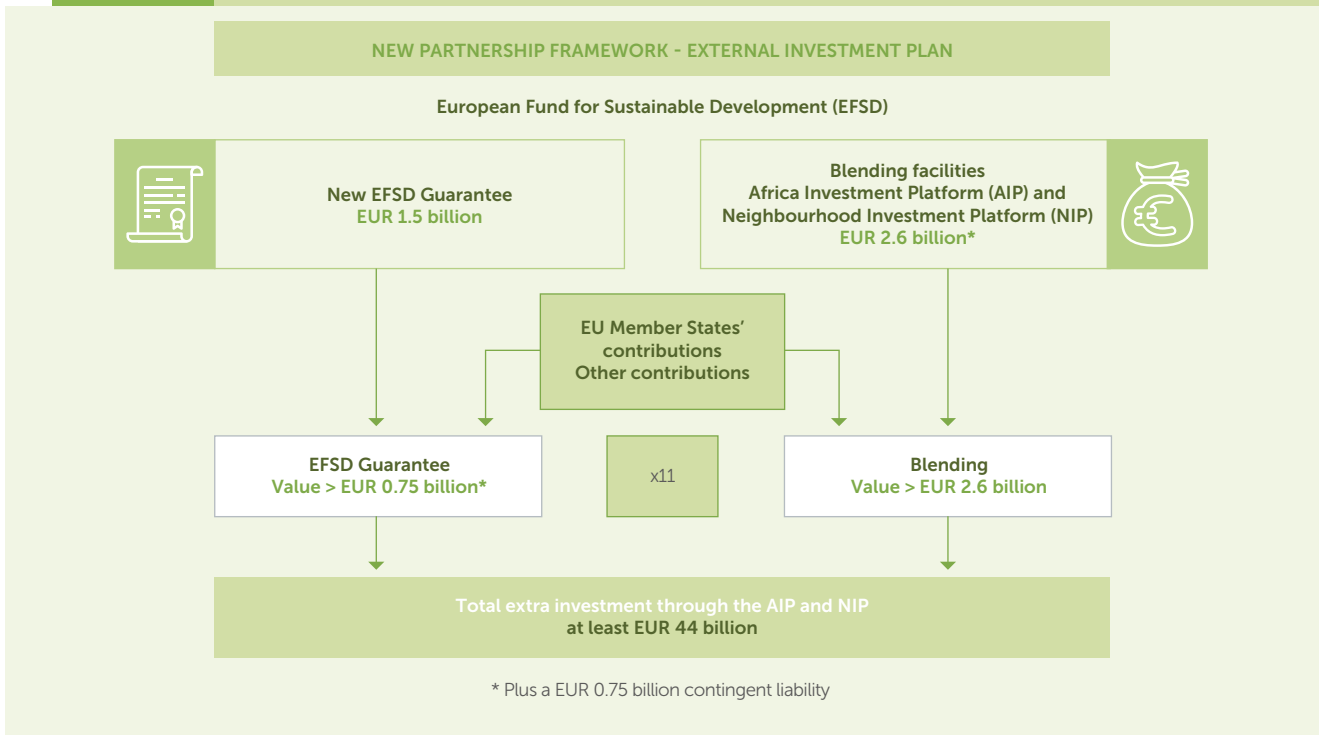 NEW PARTNERSHIP FRAMEWORK - EXTERNAL INVESTMENT PLAN
European Fund for Sustainable Development (EFSD)
New EFSD Guarantee
EUR 1.5 billion
Blending facilities
Africa Investment Platform (AIP) and
Neighbourhood Investment Platform (NIP)
EUR 2.6 billion*
€
EU Member States’
contributions
Other contributions
EFSD Guarantee
Value > EUR 0.75 billion*
x11
Blending
Value > EUR 2.6 billion
Total extra investment through the AIP and NIP
at least EUR 44 billion
* Plus a EUR 0.75 billion contingent liability